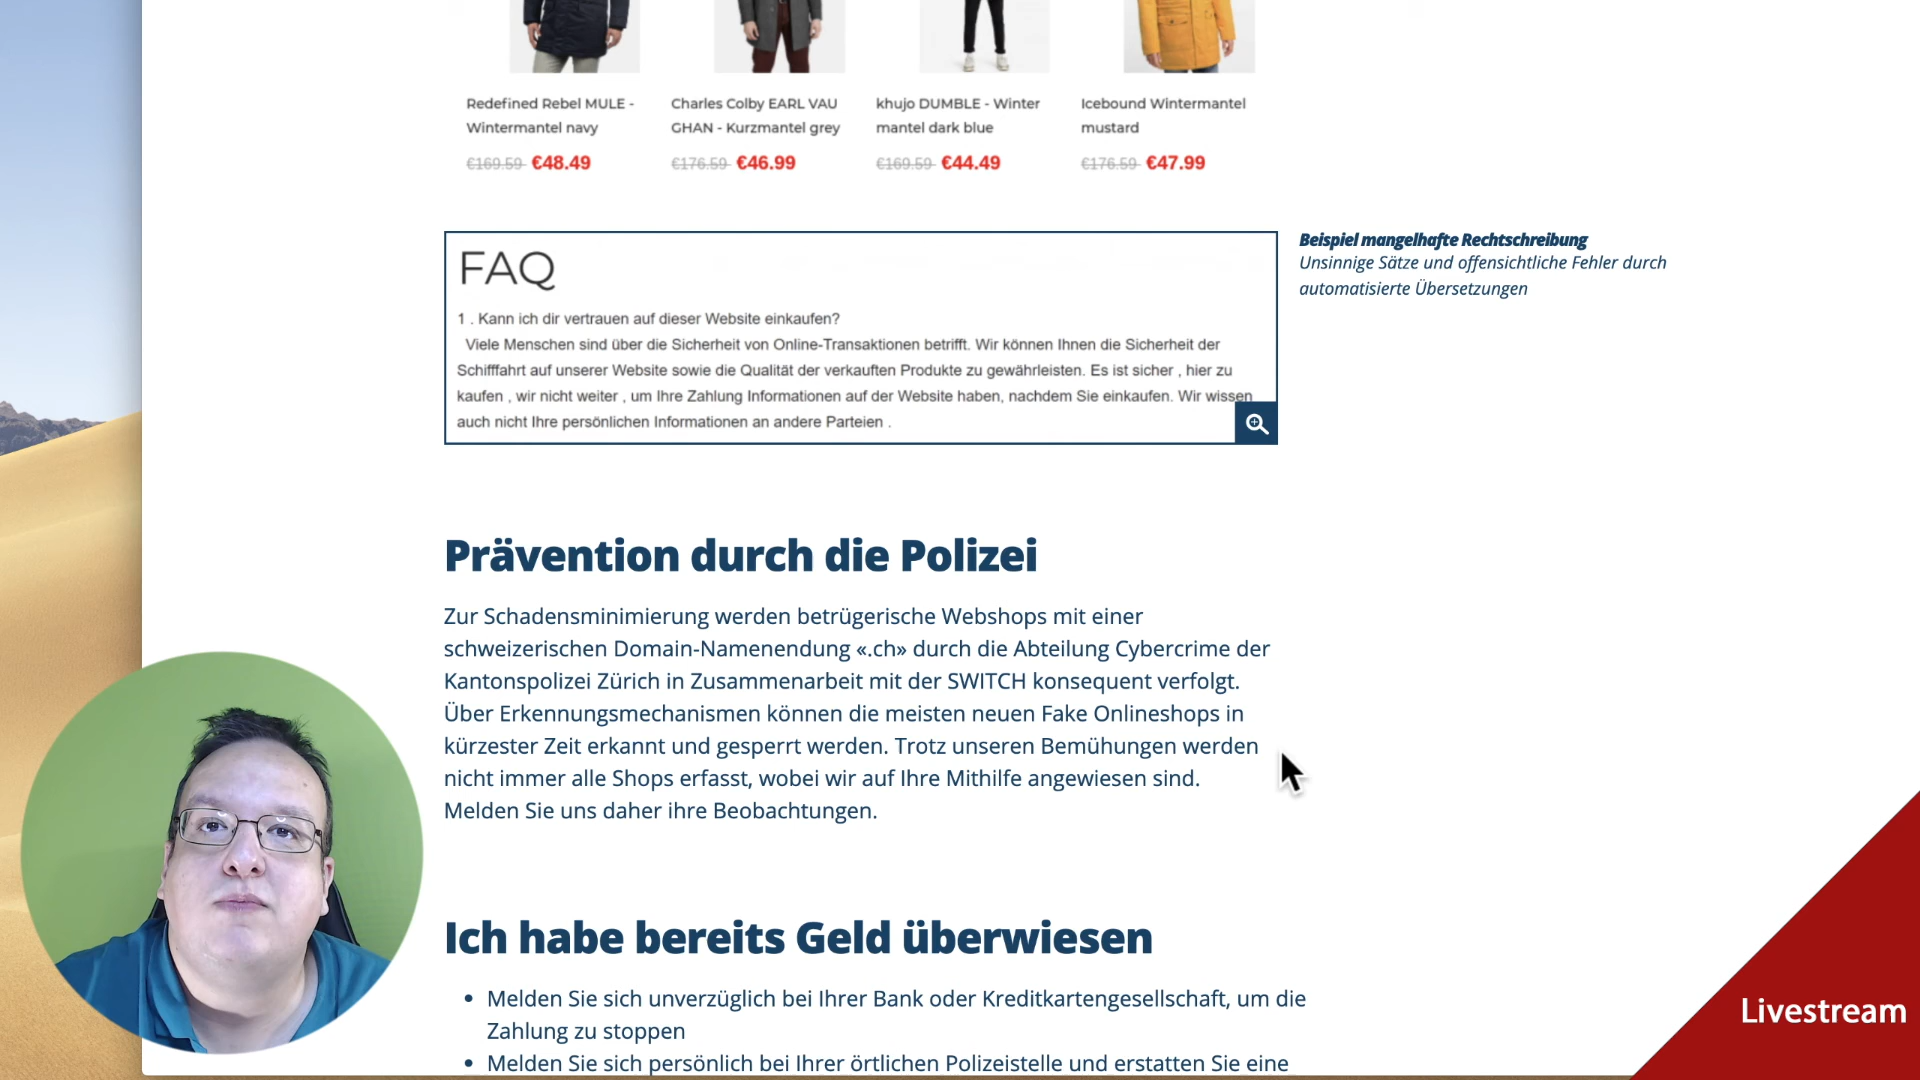 Redefined Rebel MULE -
Wintermantel navy
€169.59 €48.49
Charles Colby EARL VAU
GHAN - Kurzmantel grey
€176.59 €46.99
khujo DUMBLE - Winter
mantel dark blue
€169.59 €44.49
Icebound Wintermantel
mustard
€176.59 €47.99
FAQ
1 . Kann ich dir vertrauen auf dieser Website einkaufen?
Viele Menschen sind über die Sicherheit von Online-Transaktionen betrifft. Wir können Ihnen die Sicherheit der
Schifffahrt auf unserer Website sowie die Qualität der verkauften Produkte zu gewährleisten. Es ist sicher , hier zu
kaufen , wir nicht weiter , um Ihre Zahlung Informationen auf der Website haben, nachdem Sie einkaufen. Wir wissen
auch nicht Ihre persönlichen Informationen an andere Parteien .
Beispiel mangelhafte Rechtschreibung
Unsinnige Sätze und offensichtliche Fehler durch
automatisierte Übersetzungen
Prävention durch die Polizei
Zur Schadensminimierung werden betrügerische Webshops mit einer
schweizerischen Domain-Namenendung «.ch» durch die Abteilung Cybercrime der
Kantonspolizei Zürich in Zusammenarbeit mit der SWITCH konsequent verfolgt.
Über Erkennungsmechanismen können die meisten neuen Fake Onlineshops in
kürzester Zeit erkannt und gesperrt werden. Trotz unseren Bemühungen werden
nicht immer alle Shops erfasst, wobei wir auf Ihre Mithilfe angewiesen sind.
Melden Sie uns daher ihre Beobachtungen.
Ich habe bereits Geld überwiesen
• Melden Sie sich unverzüglich bei Ihrer Bank oder Kreditkartengesellschaft, um die
Zahlung zu stoppen
• Melden Sie sich persönlich bei Ihrer örtlichen Polizeistelle und erstatten Sie eine
Livestream